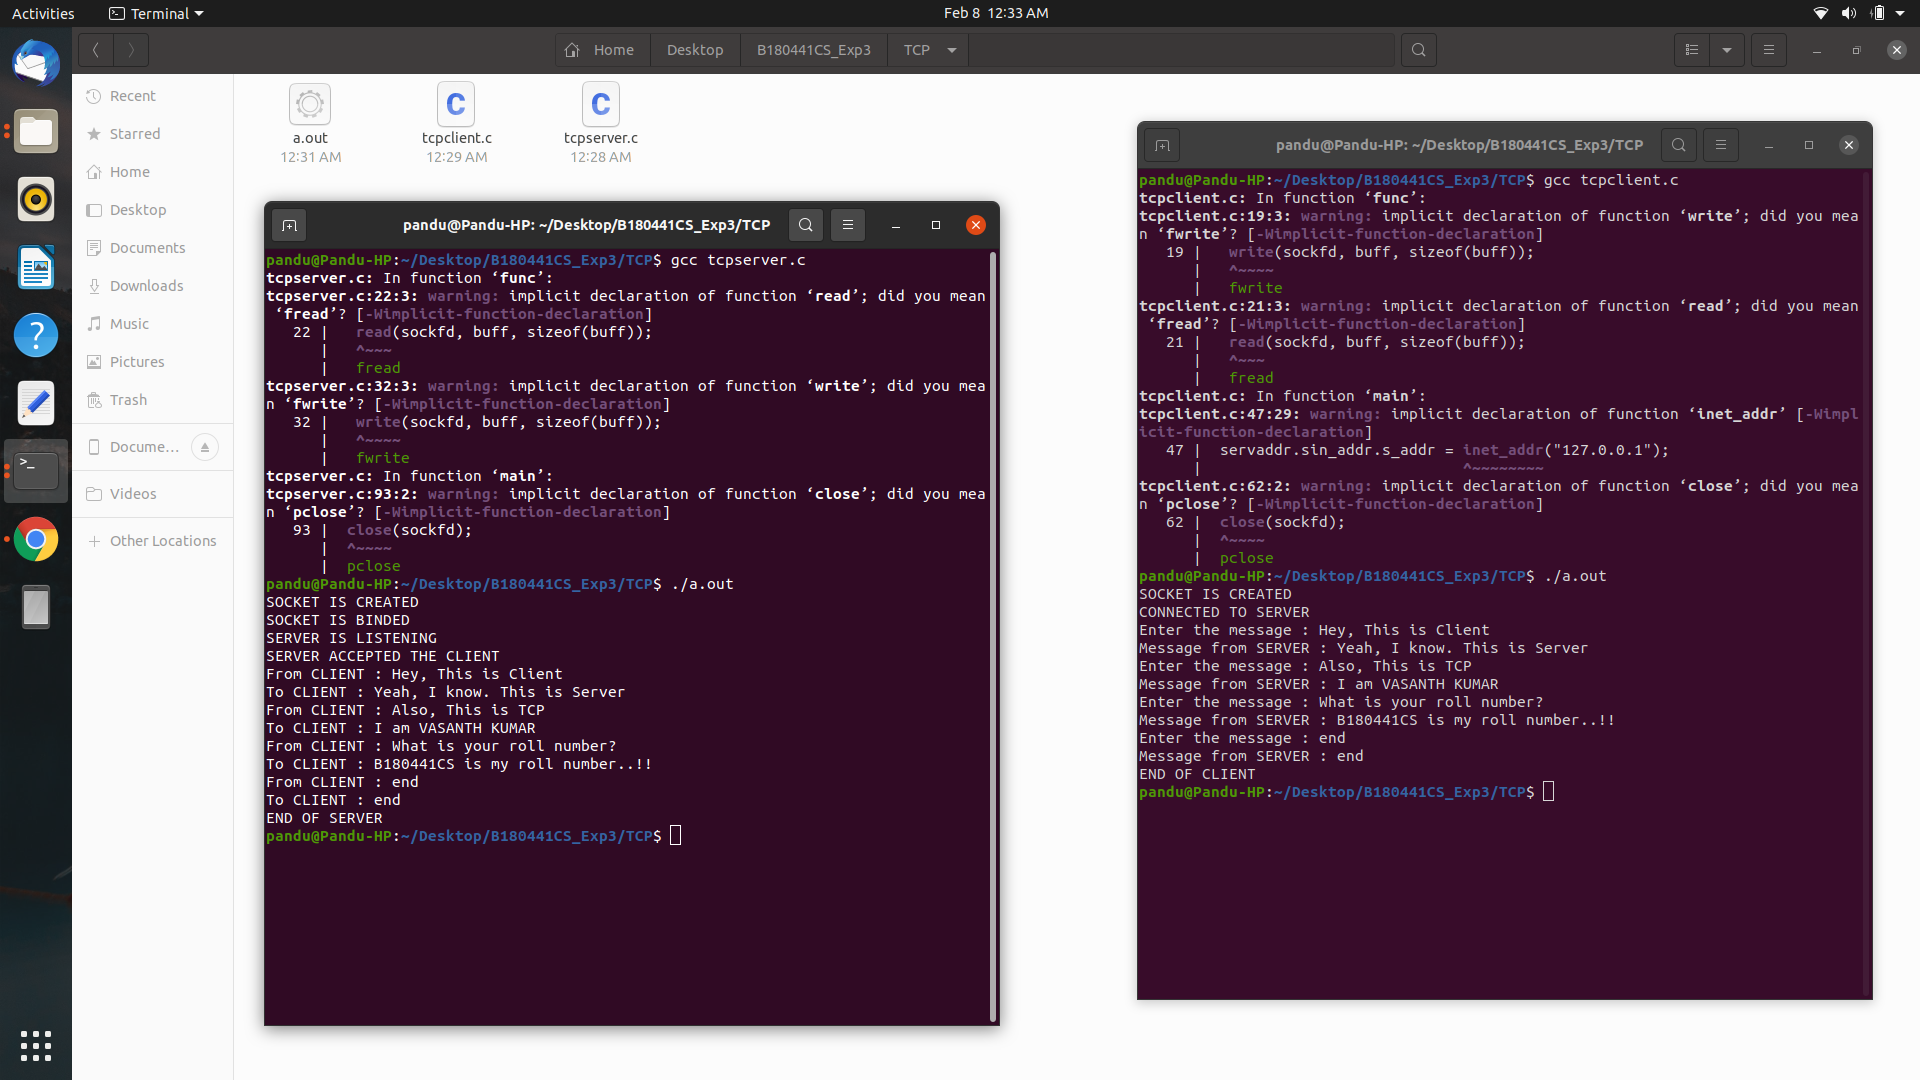 Activities
Terminal
Feb 8 12:33 AM
Home
Desktop
B180441CS_Exp3
TCP
Recent
Starred
Home
Desktop
Documents
Downloads
Music
Pictures
Trash
Docume...
Videos
Other Locations
a.out
12:31 AM
tcpclient.c
12:29 AM
tcpserver.c
12:28 AM
pandu@Pandu-HP: ~/Desktop/B180441CS_Exp3/TCP
pandu@Pandu-HP:~/Desktop/B180441CS_Exp3/TCP$ gcc tcpserver.c
tcpserver.c: In function ‘func’:
tcpserver.c:22:3: warning: implicit declaration of function ‘read’; did you mean
 ‘fread’? [-Wimplicit-function-declaration]
   22 |   read(sockfd, buff, sizeof(buff));
      |   ^~~~
      |   fread
tcpserver.c:32:3: warning: implicit declaration of function ‘write’; did you mea
n ‘fwrite’? [-Wimplicit-function-declaration]
   32 |   write(sockfd, buff, sizeof(buff));
      |   ^~~~~
      |   fwrite
tcpserver.c: In function ‘main’:
tcpserver.c:93:2: warning: implicit declaration of function ‘close’; did you mea
n ‘pclose’? [-Wimplicit-function-declaration]
   93 |  close(sockfd);
      |  ^~~~~
      |  pclose
pandu@Pandu-HP:~/Desktop/B180441CS_Exp3/TCP$ ./a.out
SOCKET IS CREATED
SOCKET IS BINDED
SERVER IS LISTENING
SERVER ACCEPTED THE CLIENT
From CLIENT : Hey, This is Client
To CLIENT : Yeah, I know. This is Server
From CLIENT : Also, This is TCP
To CLIENT : I am VASANTH KUMAR
From CLIENT : What is your roll number?
To CLIENT : B180441CS is my roll number..!!
From CLIENT : end
To CLIENT : end
END OF SERVER
pandu@Pandu-HP:~/Desktop/B180441CS_Exp3/TCP$
pandu@Pandu-HP: ~/Desktop/B180441CS_Exp3/TCP
pandu@Pandu-HP:~/Desktop/B180441CS_Exp3/TCP$ gcc tcpclient.c
tcpclient.c: In function ‘func’:
tcpclient.c:19:3: warning: implicit declaration of function ‘write’; did you mea
n ‘fwrite’? [-Wimplicit-function-declaration]
   19 |   write(sockfd, buff, sizeof(buff));
      |   ^~~~~
      |   fwrite
tcpclient.c:21:3: warning: implicit declaration of function ‘read’; did you mean
 ‘fread’? [-Wimplicit-function-declaration]
   21 |   read(sockfd, buff, sizeof(buff));
      |   ^~~~
      |   fread
tcpclient.c: In function ‘main’:
tcpclient.c:47:29: warning: implicit declaration of function ‘inet_addr’ [-Wimpl
icit-function-declaration]
   47 |  servaddr.sin_addr.s_addr = inet_addr("127.0.0.1");
      |                             ^~~~~~~~~
tcpclient.c:62:2: warning: implicit declaration of function ‘close’; did you mea
n ‘pclose’? [-Wimplicit-function-declaration]
   62 |  close(sockfd);
      |  ^~~~~
      |  pclose
pandu@Pandu-HP:~/Desktop/B180441CS_Exp3/TCP$ ./a.out
SOCKET IS CREATED
CONNECTED TO SERVER
Enter the message : Hey, This is Client
Message from SERVER : Yeah, I know. This is Server
Enter the message : Also, This is TCP
Message from SERVER : I am VASANTH KUMAR
Enter the message : What is your roll number?
Message from SERVER : B180441CS is my roll number..!!
Enter the message : end
Message from SERVER : end
END OF CLIENT
pandu@Pandu-HP:~/Desktop/B180441CS_Exp3/TCP$